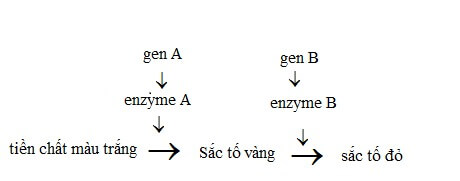 gen A gen B
enzyme A enzyme B
tiền chất màu trắng Sắc tố vàng sắc tố đỏ